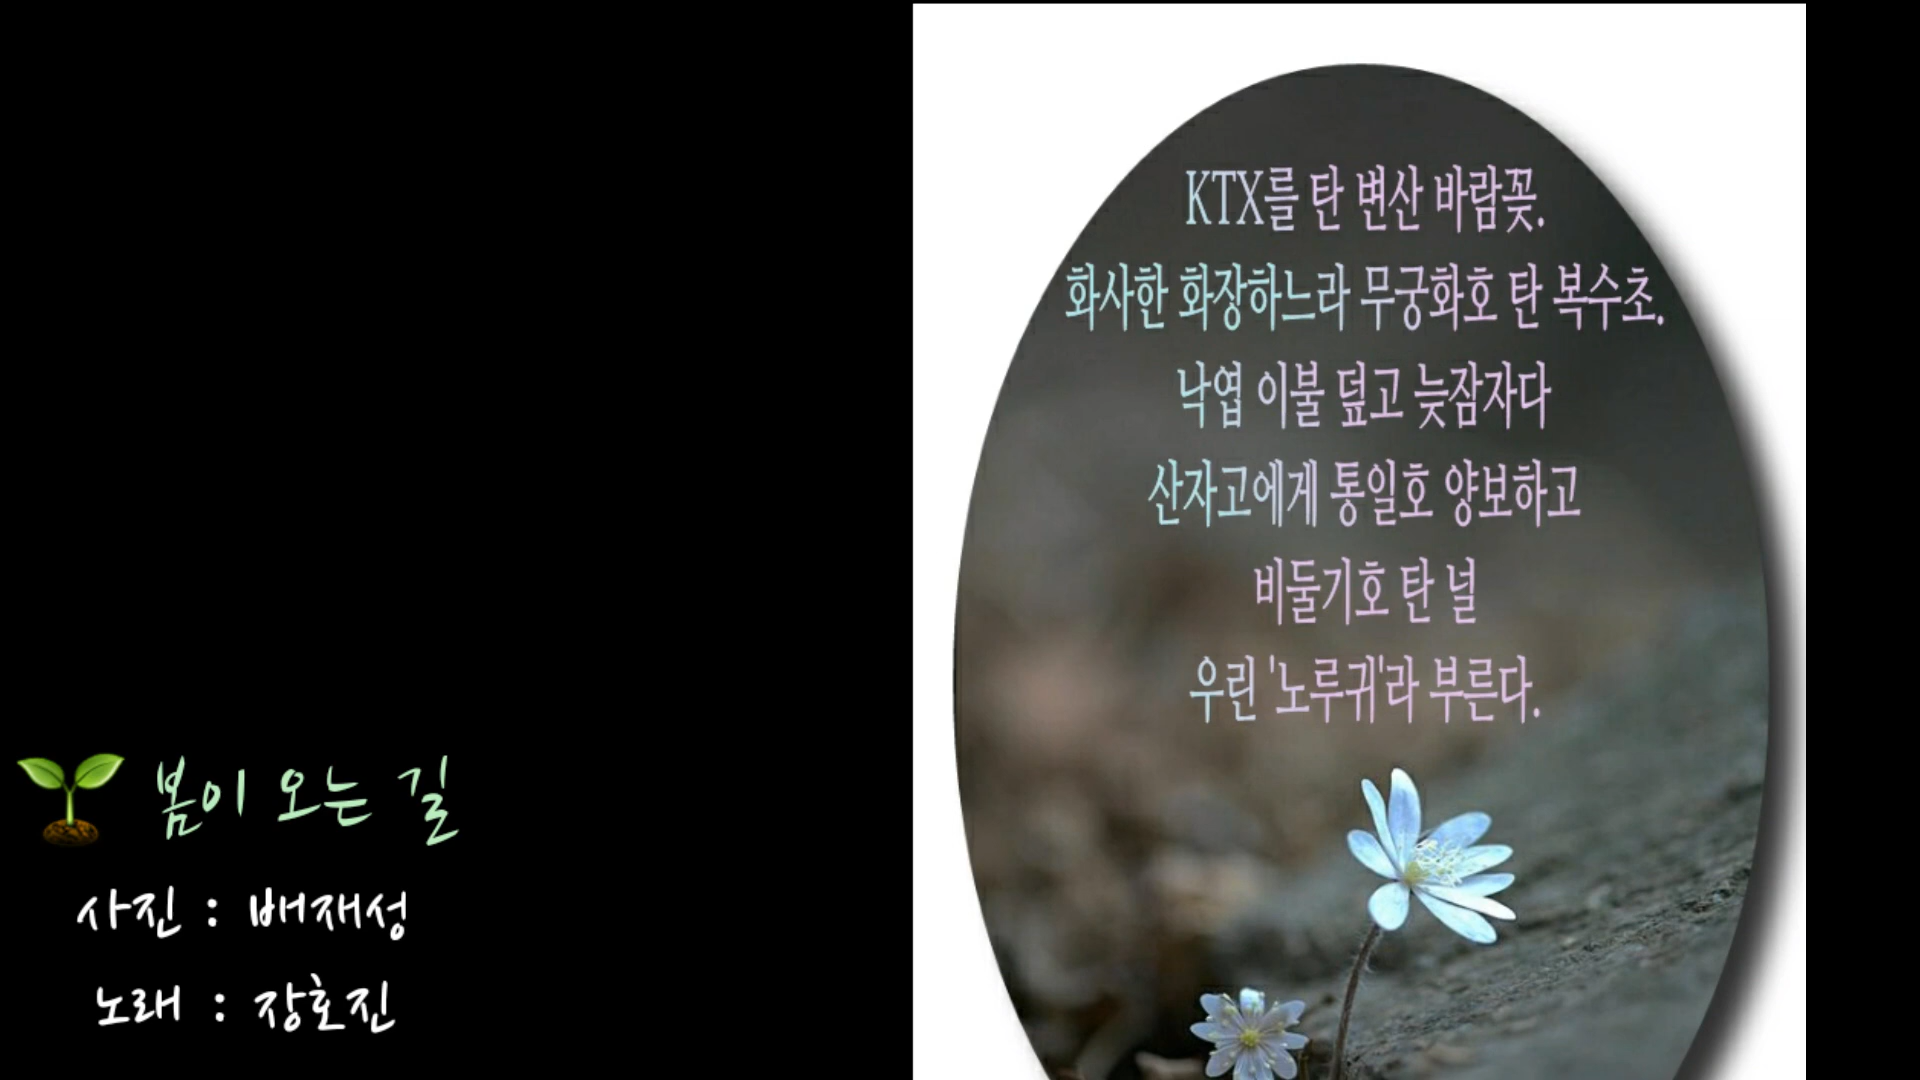 KTX를 탄 변산 바람꽃.
화사한 화장하느라 무궁화호 탄 복수초.
낙엽 이불 덮고 늦잠자다
산자고에게 통일호 양보하고
비둘기호 탄 널
우린 '노루귀'라 부른다.
봄이 오는 길
사진 : 배재성
노래 : 장호진